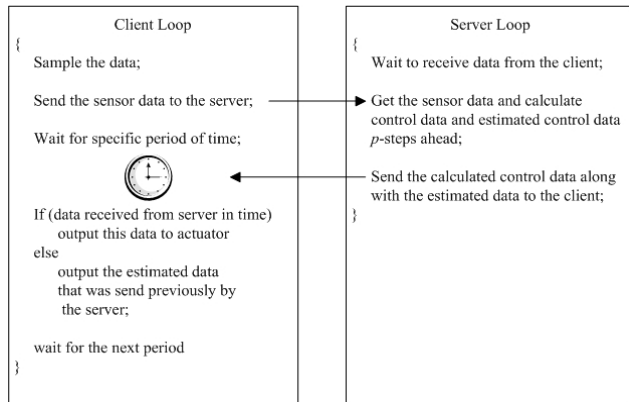 Client Loop
{
Sample the data;
Send the sensor data to the server;
Wait for specific period of time;
If (data received from server in time)
output this data to actuator
else
output the estimated data
that was send previously by
the server;
wait for the next period
}
Server Loop
{
Wait to receive data from the client;
Get the sensor data and calculate
control data and estimated control data
p-steps ahead;
Send the calculated control data along
with the estimated data to the client;
}